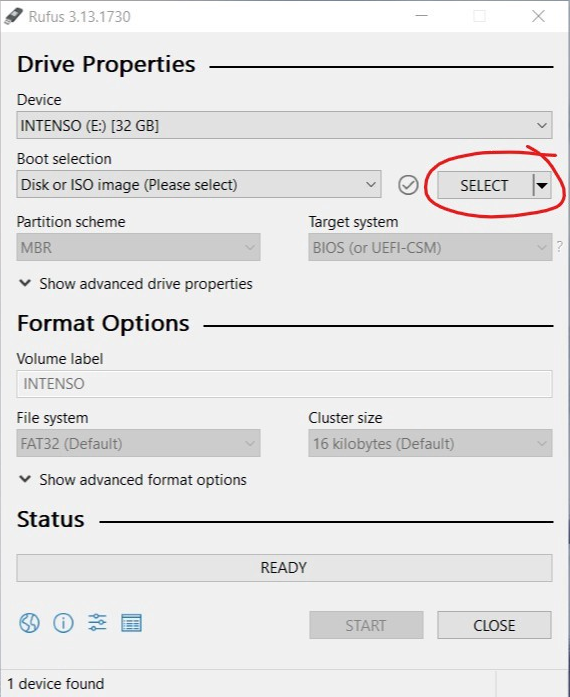 Rufus 3.13.1730
Drive Properties
Device
INTENSO (E:) [32 GB]
Boot selection
Disk or ISO image (Please select)
SELECT
Partition scheme
Target system
MBR
BIOS (or UEFI-CSM)
?
Show advanced drive properties
Format Options
Volume label
INTENSO
File system
Cluster size
FAT32 (Default)
16 kilobytes (Default)
Show advanced format options
Status
READY
START
CLOSE
1 device found